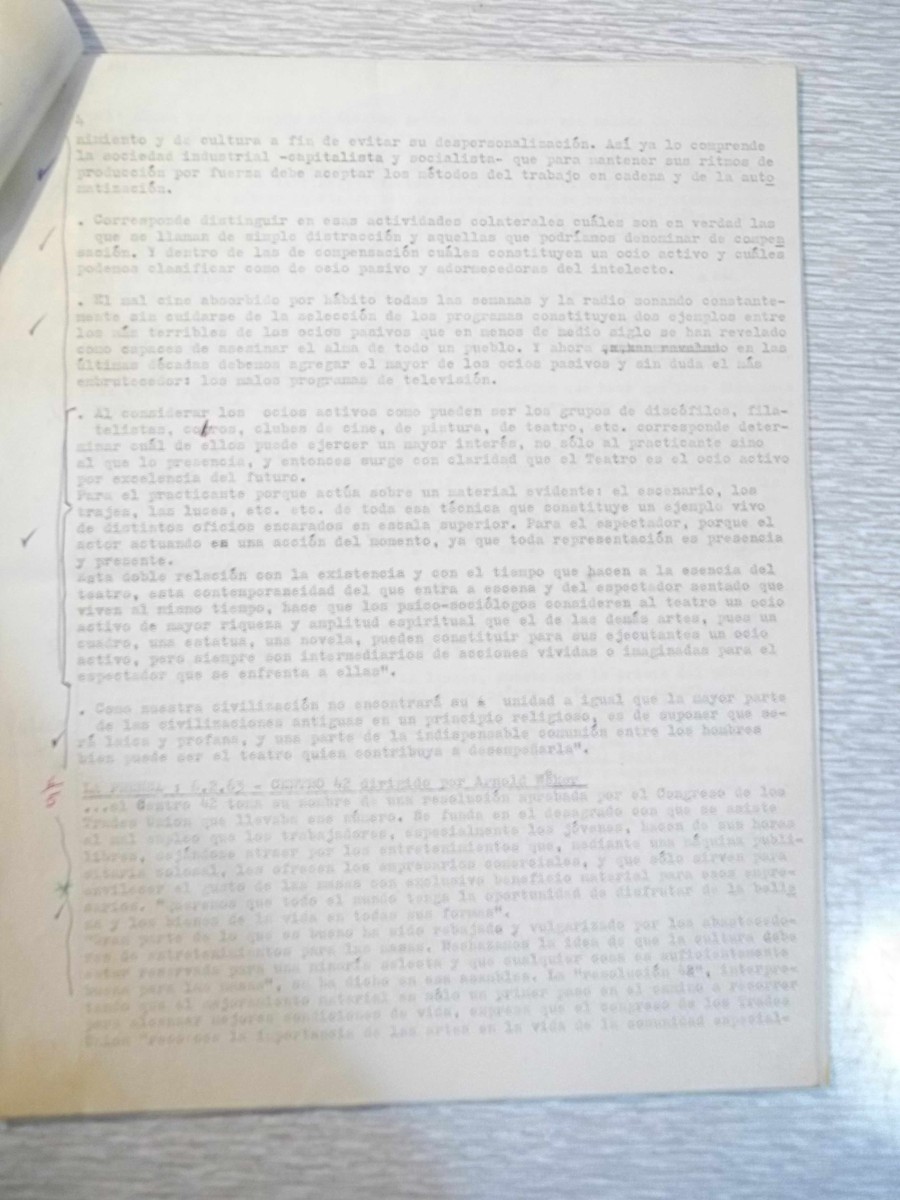 4
nimiento y de cultura a fin de evitar su despersonalización. Así ya lo comprende
la sociedad industrial -capitalista y socialista- que para mantener sus ritmos de
producción por fuerza debe aceptar los métodos del trabajo en cadena y de la auto
matización.
. Corresponde distinguir en esas actividades colaterales cuáles son en verdad las
que se llaman de simple distracción y aquellas que podríamos denominar de compen
sación. Y dentro de las de compensación cuáles constituyen un ocio activo y cuáles
podemos clasificar como de ocio pasivo y adormecedoras del intelecto.
. El mal cine absorbido por hábito todas las semanas y la radio sonando constante-
mente sin cuidarse de la selección de los programas constituyen dos ejemplos entre
los más terribles de los ocios pasivos que en menos de medio siglo se han revelado
como capaces de asesinar el alma de todo un pueblo. Y ahora en las
últimas décadas debemos agregar el mayor de los ocios pasivos y sin duda el más
embrutecedor: los malos programas de televisión.
. Al considerar los ocios activos como pueden ser los grupos de discófilos, fila-
telistas, coros, clubes de cine, de pintura, de teatro, etc. corresponde deter-
minar cuál de ellos puede ejercer un mayor interés, no sólo al practicante sino
al que lo presencia, y entonces surge con claridad que el Teatro es el ocio activo
por excelencia del futuro.
Para el practicante porque actúa sobre un material evidente: el escenario, los
trajes, las luces, etc. etc. de toda esa técnica que constituye un ejemplo vivo
de distintos oficios encarados en escala superior. Para el espectador, porque el
actor actuando es una acción del momento, ya que toda representación es presencia
y presente.
Esta doble relación con la existencia y con el tiempo que hacen a la esencia del
teatro, esta contemporaneidad del que entra a escena y del espectador sentado que
viven al mismo tiempo, hace que los psico-sociólogos consideren al teatro un ocio
activo de mayor riqueza y amplitud espiritual que el de las demás artes, pues un
cuadro, una estatua, una novela, pueden constituir para sus ejecutantes un ocio
activo, pero siempre son intermediarios de acciones vividas o imaginadas para el
espectador que se enfrenta a ellas".
. Como nuestra civilización no encontrará su unidad a igual que la mayor parte
de las civilizaciones antiguas en un principio religioso, es de suponer que se-
rá laica y profana, y una parte de la indispensable comunión entre los hombres
bien puede ser el teatro quien contribuya a desempeñarla".
LA PRENSA : 6.2.63 - CENTRO 42 dirigido por Arnold Wesker
...el Centro 42 toma su nombre de una resolución aprobada por el Congreso de los
Trades Union que llevaba ese número. Se funda en el desagrado con que se asiste
al mal empleo que los trabajadores, especialmente los jóvenes, hacen de sus horas
libres, dejándose atraer por los entretenimientos que, mediante una máquina publi-
citaria colosal, les ofrecen los empresarios comerciales, y que sólo sirven para
envilecer el gusto de las masas con exclusivo beneficio material para esos empre-
sarios. "Queremos que todo el mundo tenga la oportunidad de disfrutar de la belle
za y los bienes de la vida en todas sus formas".
"Gran parte de lo que es bueno ha sido rebajado y vulgarizado por los abastecedo-
res de entretenimientos para las masas. Rechazamos la idea de que la cultura debe
estar reservada para una minoría selecta y que cualquier cosa es suficientemente
buena para las masas", se ha dicho en esa asamblea. La "resolución 42", interpre-
tando que el mejoramiento material es sólo un primer paso en el camino a recorrer
para alcanzar mejores condiciones de vida, expresa que el congreso de los Trades
Union "reconoce la importancia de las artes en la vida de la comunidad especial-